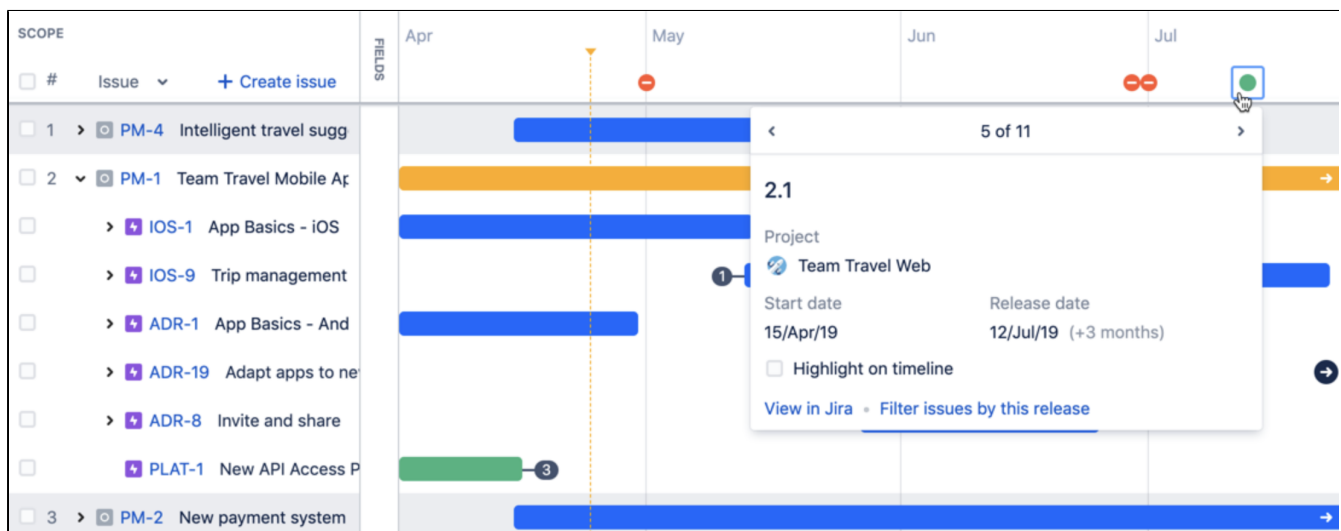 SCOPE
FIELDS
Apr May Jun Jul
# Issue + Create issue
1 PM-4 Intelligent travel sugg
5 of 11
2 PM-1 Team Travel Mobile Ap
2.1
IOS-1 App Basics - iOS
Project
Team Travel Web
IOS-9 Trip management
1
Start date Release date
15/Apr/19 12/Jul/19 (+3 months)
ADR-1 App Basics - And
Highlight on timeline
ADR-19 Adapt apps to ne
View in Jira • Filter issues by this release
ADR-8 Invite and share
PLAT-1 New API Access P
3
3 PM-2 New payment system